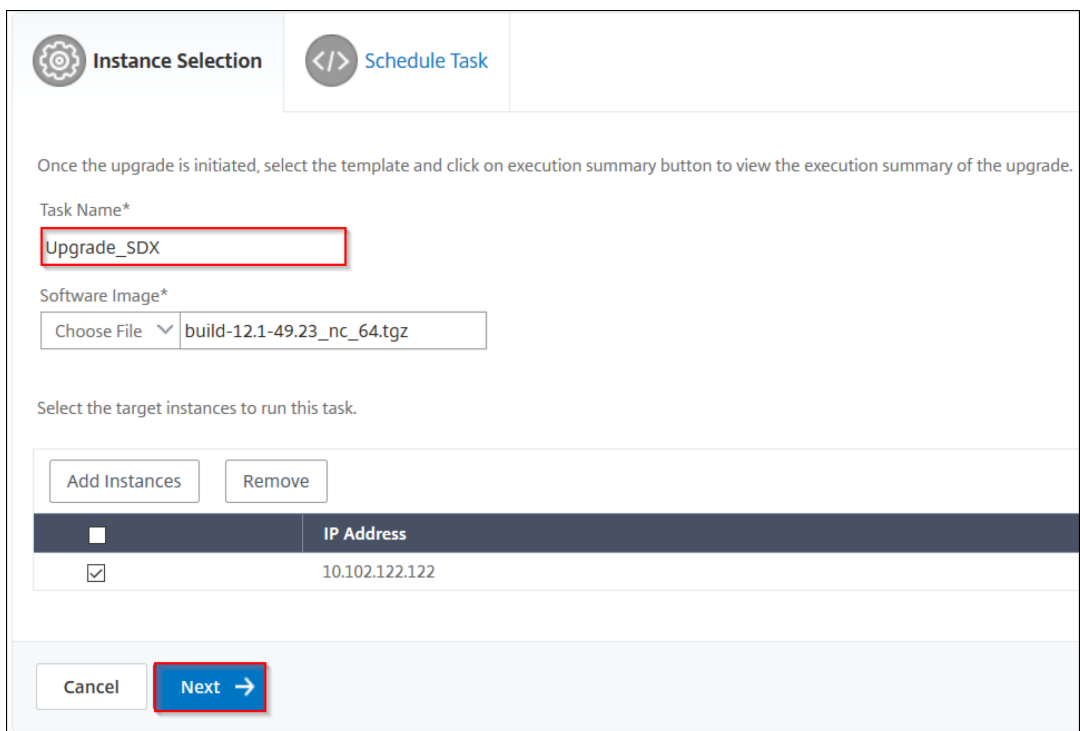 Instance Selection
</> Schedule Task
Once the upgrade is initiated, select the template and click on execution summary button to view the execution summary of the upgrade.
Task Name*
Upgrade_SDX
Software Image*
Choose File build-12.1-49.23_nc_64.tgz
Select the target instances to run this task.
Add Instances Remove
IP Address
10.102.122.122
Cancel Next →